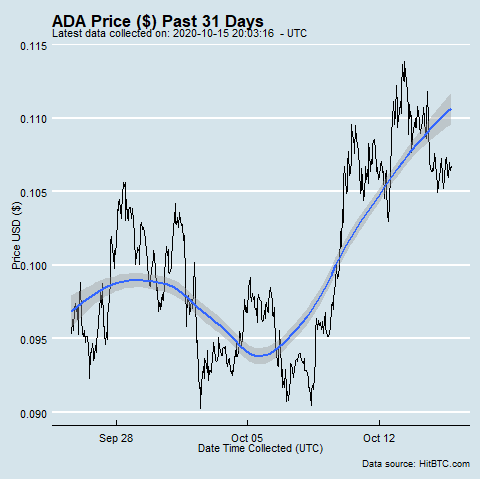 ADA Price ($) Past 31 Days
Latest data collected on: 2020-10-15 20:03:16 - UTC
0.115
0.110
0.105
0.100
0.095
0.090
Price USD ($)
Sep 28
Oct 05
Oct 12
Date Time Collected (UTC)
Data source: HitBTC.com